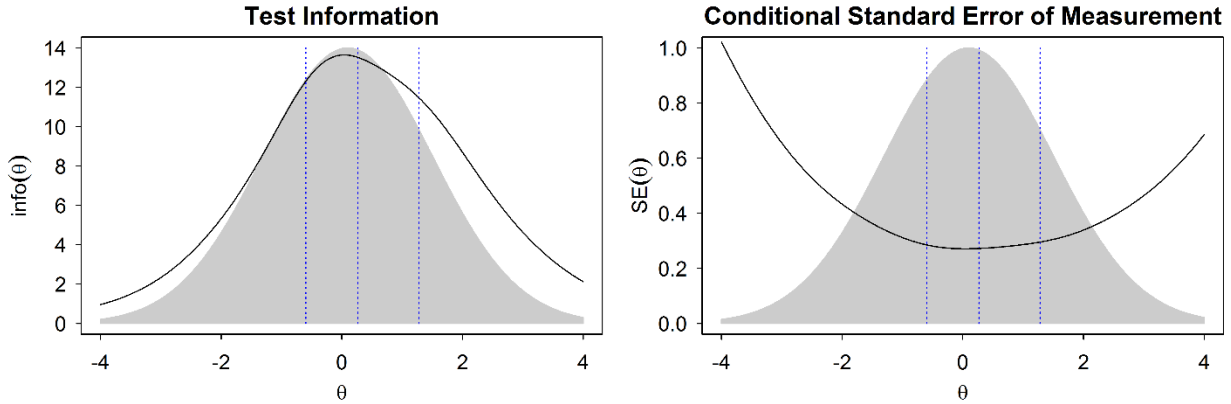 Test Information
info(θ)
14
12
10
8
6
4
2
0
-4 -2 0 2 4
θ
Conditional Standard Error of Measurement
SE(θ)
1.0
0.8
0.6
0.4
0.2
0.0
-4 -2 0 2 4
θ